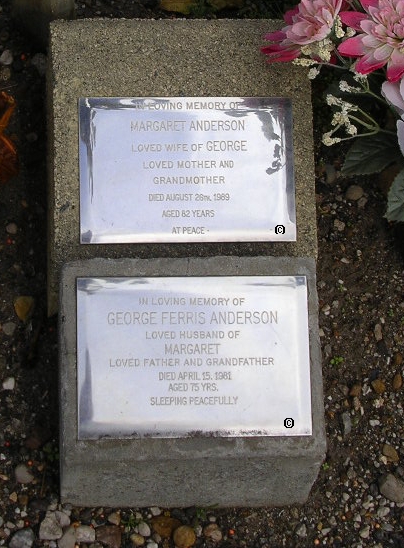 IN LOVING MEMORY OF
MARGARET ANDERSON
LOVED WIFE OF GEORGE
LOVED MOTHER AND
GRANDMOTHER
DIED AUGUST 26TH, 1989
AGED 82 YEARS
AT PEACE -
©
IN LOVING MEMORY OF
GEORGE FERRIS ANDERSON
LOVED HUSBAND OF
MARGARET
LOVED FATHER AND GRANDFATHER
DIED APRIL 15, 1981
AGED 75 YRS.
SLEEPING PEACEFULLY
©